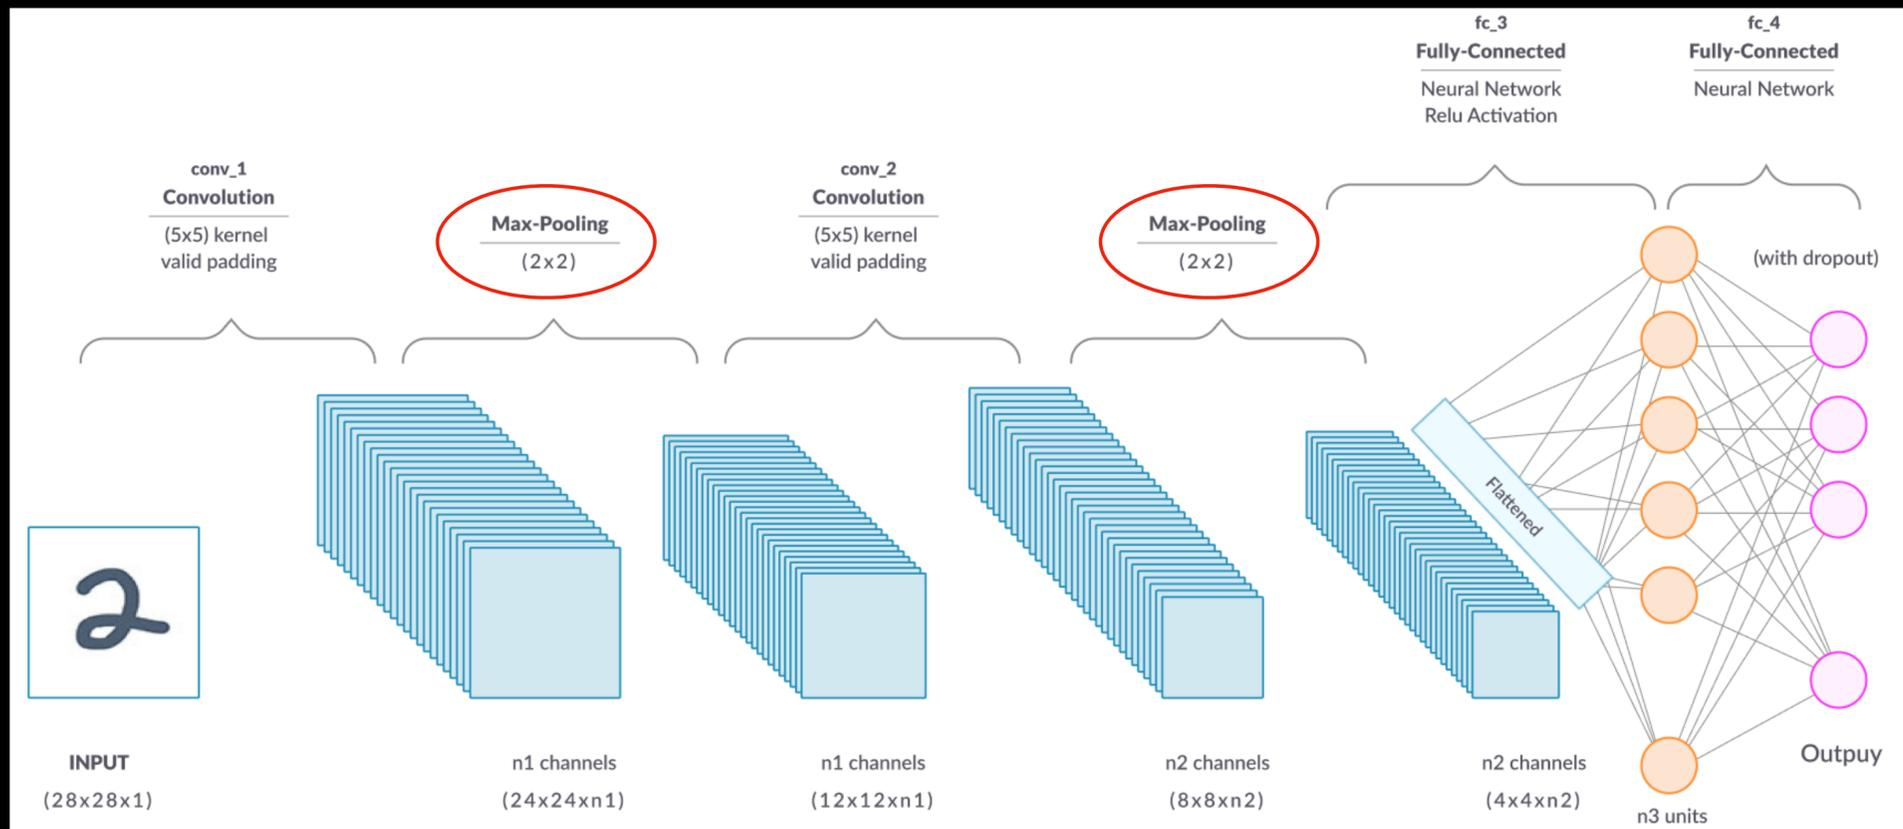 fc_3
Fully-Connected
Neural Network
Relu Activation
fc_4
Fully-Connected
Neural Network
conv_1
Convolution
(5x5) kernel
valid padding
Max-Pooling
(2x2)
conv_2
Convolution
(5x5) kernel
valid padding
Max-Pooling
(2x2)
(with dropout)
Flattened
2
INPUT
(28x28x1)
n1 channels
(24x24xn1)
n1 channels
(12x12xn1)
n2 channels
(8x8xn2)
n2 channels
(4x4xn2)
n3 units
Outpuy